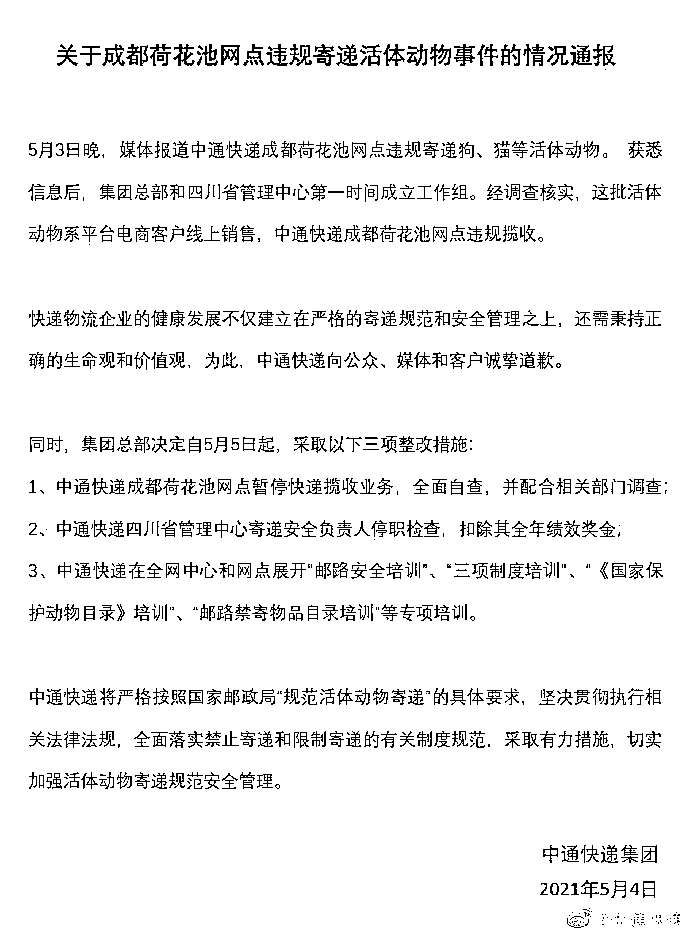 关于成都荷花池网点违规寄递活体动物事件的情况通报
5月3日晚，媒体报道中通快递成都荷花池网点违规寄递狗、猫等活体动物。 获悉
信息后，集团总部和四川省管理中心第一时间成立工作组。经调查核实，这批活体
动物系平台电商客户线上销售，中通快递成都荷花池网点违规揽收。
快递物流企业的健康发展不仅建立在严格的寄递规范和安全管理之上，还需秉持正
确的生命观和价值观，为此，中通快递向公众、媒体和客户诚挚道歉。
同时，集团总部决定自5月5日起，采取以下三项整改措施：
1、中通快递成都荷花池网点暂停快递揽收业务，全面自查，并配合相关部门调查；
2、中通快递四川省管理中心寄递安全负责人停职检查，扣除其全年绩效奖金；
3、中通快递在全网中心和网点展开“邮路安全培训”、“三项制度培训”、“《国家保
护动物目录》培训”、“邮路禁寄物品目录培训”等专项培训。
中通快递将严格按照国家邮政局“规范活体动物寄递”的具体要求，坚决贯彻执行相
关法律法规，全面落实禁止寄递和限制寄递的有关制度规范，采取有力措施，切实
加强活体动物寄递规范安全管理。
中通快递集团
2021年5月4日